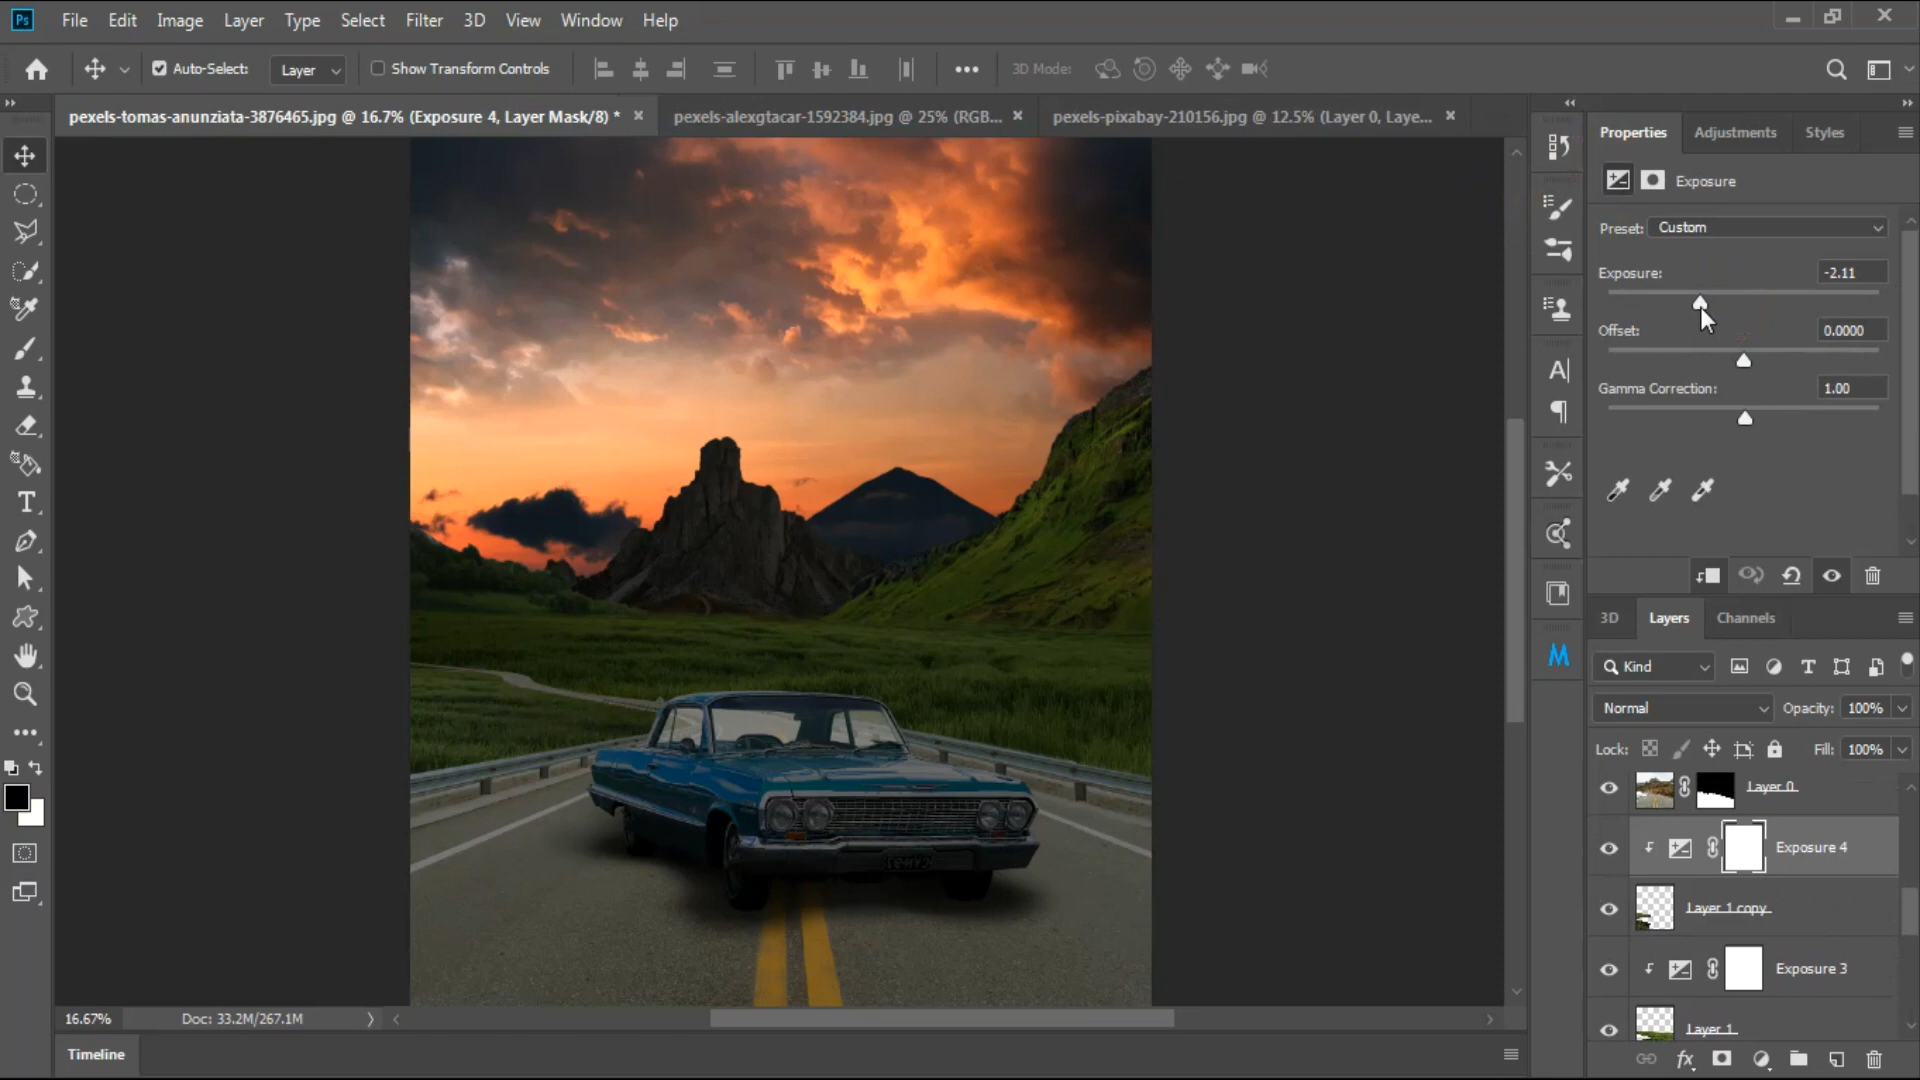 Ps File Edit Image Layer Type Select Filter 3D View Window Help
Auto-Select: Layer Show Transform Controls 3D Mode:
pexels-tomas-anunziata-3876465.jpg @ 16.7% (Exposure 4, Layer Mask/8) * pexels-alexgtacar-1592384.jpg @ 25% (RGB... pexels-pixabay-210156.jpg @ 12.5% (Layer 0, Laye...
Properties Adjustments Styles
Exposure
Preset: Custom
Exposure: -2.11
Offset: 0.0000
Gamma Correction: 1.00
3D Layers Channels
Kind
Normal Opacity: 100%
Lock: Fill: 100%
Layer 0
Exposure 4
Layer 1 copy
Exposure 3
Layer 1
16.67% Doc: 33.2M/267.1M
Timeline